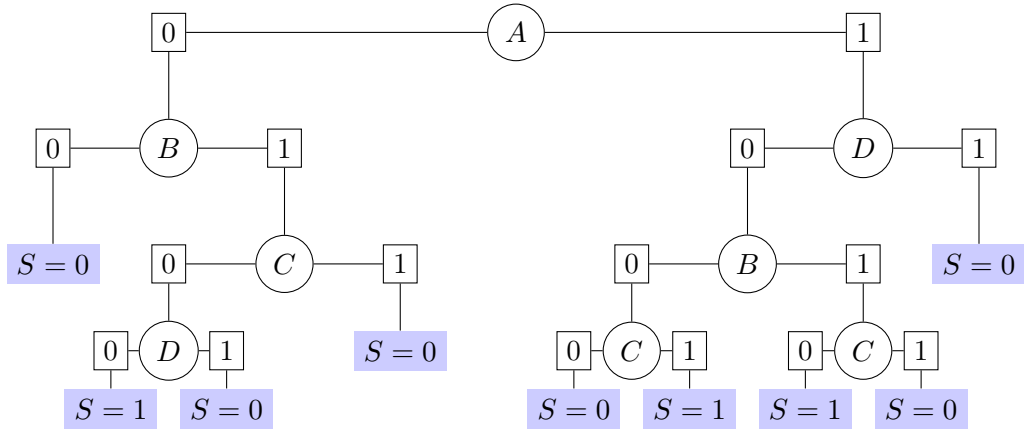 0 A 1
0 B 1 0 D 1
S = 0 0 C 1 0 B 1 S = 0
0 D 1 S = 0 0 C 1 0 C 1
S = 1 S = 0 S = 0 S = 1 S = 1 S = 0